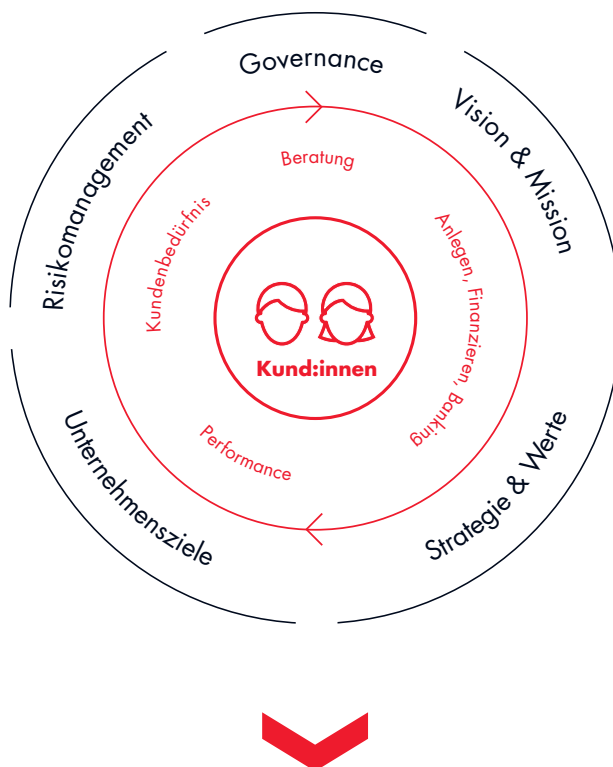 Governance
Vision & Mission
Strategie & Werte
Unternehmensziele
Risikomanagement
Beratung
Anlegen, Finanzieren, Banking
Performance
Kundenbedürfnis
Kund:innen